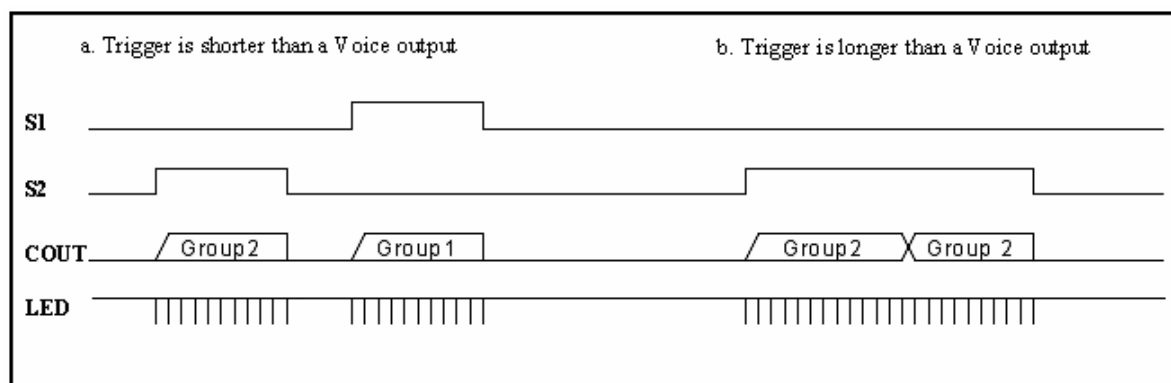 a. Trigger is shorter than a Voice output
b. Trigger is longer than a Voice output
S1
S2
COUT
Group2
Group1
Group2
Group 2
LED